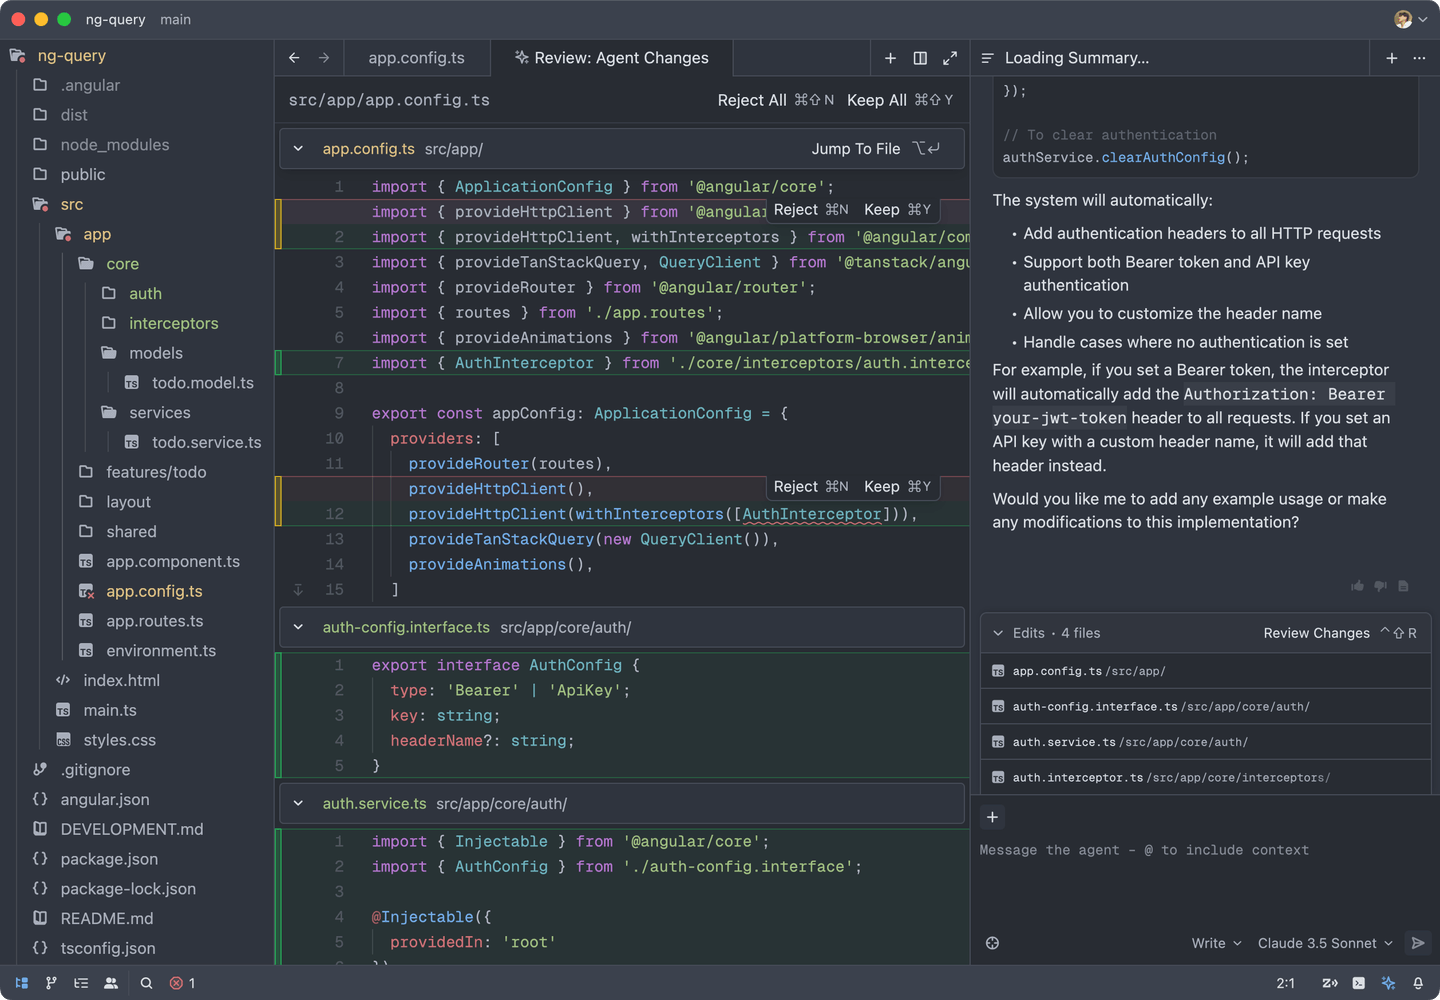 ng-query main
ng-query
.angular
dist
node_modules
public
src
app
core
auth
interceptors
models
todo.model.ts
services
todo.service.ts
features/todo
layout
shared
app.component.ts
app.config.ts
app.routes.ts
environment.ts
index.html
main.ts
styles.css
.gitignore
angular.json
DEVELOPMENT.md
package.json
package-lock.json
README.md
tsconfig.json
app.config.ts Review: Agent Changes
src/app/app.config.ts Reject All ⌘⇧N Keep All ⌘⇧Y
app.config.ts src/app/ Jump To File ⌥↵
1 import { ApplicationConfig } from '@angular/core';
import { provideHttpClient } from '@angular Reject ⌘N Keep ⌘Y
2 import { provideHttpClient, withInterceptors } from '@angular/com
3 import { provideTanStackQuery, QueryClient } from '@tanstack/angu
4 import { provideRouter } from '@angular/router';
5 import { routes } from './app.routes';
6 import { provideAnimations } from '@angular/platform-browser/anim
7 import { AuthInterceptor } from './core/interceptors/auth.interce
8
9 export const appConfig: ApplicationConfig = {
10 providers: [
11 provideRouter(routes),
provideHttpClient(), Reject ⌘N Keep ⌘Y
12 provideHttpClient(withInterceptors([AuthInterceptor])),
13 provideTanStackQuery(new QueryClient()),
14 provideAnimations(),
15 ]
auth-config.interface.ts src/app/core/auth/
1 export interface AuthConfig {
2 type: 'Bearer' | 'ApiKey';
3 key: string;
4 headerName?: string;
5 }
auth.service.ts src/app/core/auth/
1 import { Injectable } from '@angular/core';
2 import { AuthConfig } from './auth-config.interface';
3
4 @Injectable({
5 providedIn: 'root'
Loading Summary...
});
// To clear authentication
authService.clearAuthConfig();
The system will automatically:
• Add authentication headers to all HTTP requests
• Support both Bearer token and API key
authentication
• Allow you to customize the header name
• Handle cases where no authentication is set
For example, if you set a Bearer token, the interceptor
will automatically add the Authorization: Bearer
your-jwt-token header to all requests. If you set an
API key with a custom header name, it will add that
header instead.
Would you like me to add any example usage or make
any modifications to this implementation?
Edits • 4 files Review Changes ^⇧R
app.config.ts /src/app/
auth-config.interface.ts /src/app/core/auth/
auth.service.ts /src/app/core/auth/
auth.interceptor.ts /src/app/core/interceptors/
Message the agent - @ to include context
Write Claude 3.5 Sonnet
1 2:1